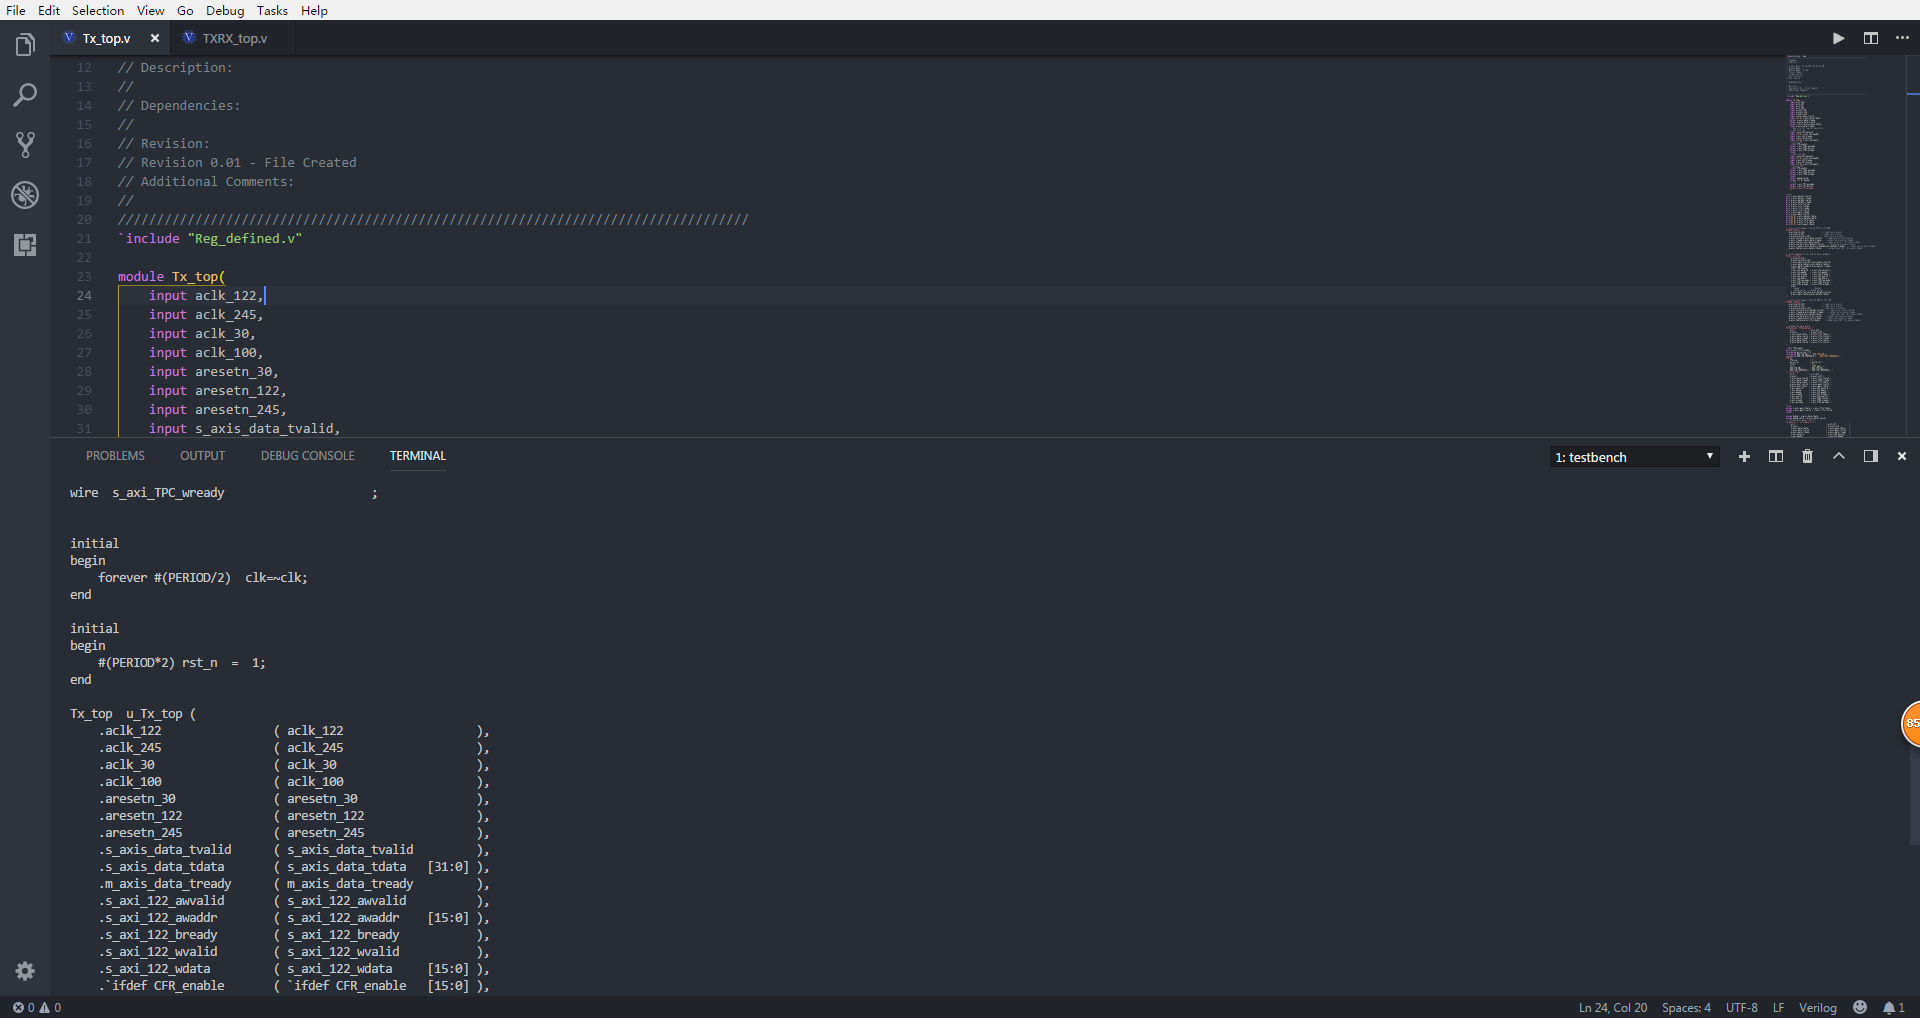 File Edit Selection View Go Debug Tasks Help
Tx_top.v
TXRX_top.v
12 // Description:
13 //
14 // Dependencies:
15 //
16 // Revision:
17 // Revision 0.01 - File Created
18 // Additional Comments:
19 //
20 //////////////////////////////////////////////////////////////////////////////////
21 `include "Reg_defined.v"
22
23 module Tx_top(
24     input aclk_122,
25     input aclk_245,
26     input aclk_30,
27     input aclk_100,
28     input aresetn_30,
29     input aresetn_122,
30     input aresetn_245,
31     input s_axis_data_tvalid,
PROBLEMS OUTPUT DEBUG CONSOLE TERMINAL
1: testbench
wire  s_axi_TPC_wready                     ;
initial
begin
    forever #(PERIOD/2)  clk=~clk;
end
initial
begin
    #(PERIOD*2) rst_n  =  1;
end
Tx_top  u_Tx_top (
    .aclk_122                ( aclk_122                   ),
    .aclk_245                ( aclk_245                   ),
    .aclk_30                 ( aclk_30                    ),
    .aclk_100                ( aclk_100                   ),
    .aresetn_30              ( aresetn_30                 ),
    .aresetn_122             ( aresetn_122                ),
    .aresetn_245             ( aresetn_245                ),
    .s_axis_data_tvalid      ( s_axis_data_tvalid         ),
    .s_axis_data_tdata       ( s_axis_data_tdata   [31:0] ),
    .m_axis_data_tready      ( m_axis_data_tready         ),
    .s_axi_122_awvalid       ( s_axi_122_awvalid          ),
    .s_axi_122_awaddr        ( s_axi_122_awaddr    [15:0] ),
    .s_axi_122_bready        ( s_axi_122_bready           ),
    .s_axi_122_wvalid        ( s_axi_122_wvalid           ),
    .s_axi_122_wdata         ( s_axi_122_wdata     [15:0] ),
    .`ifdef CFR_enable       ( `ifdef CFR_enable   [15:0] ),
85
0 0
Ln 24, Col 20 Spaces: 4 UTF-8 LF Verilog 1